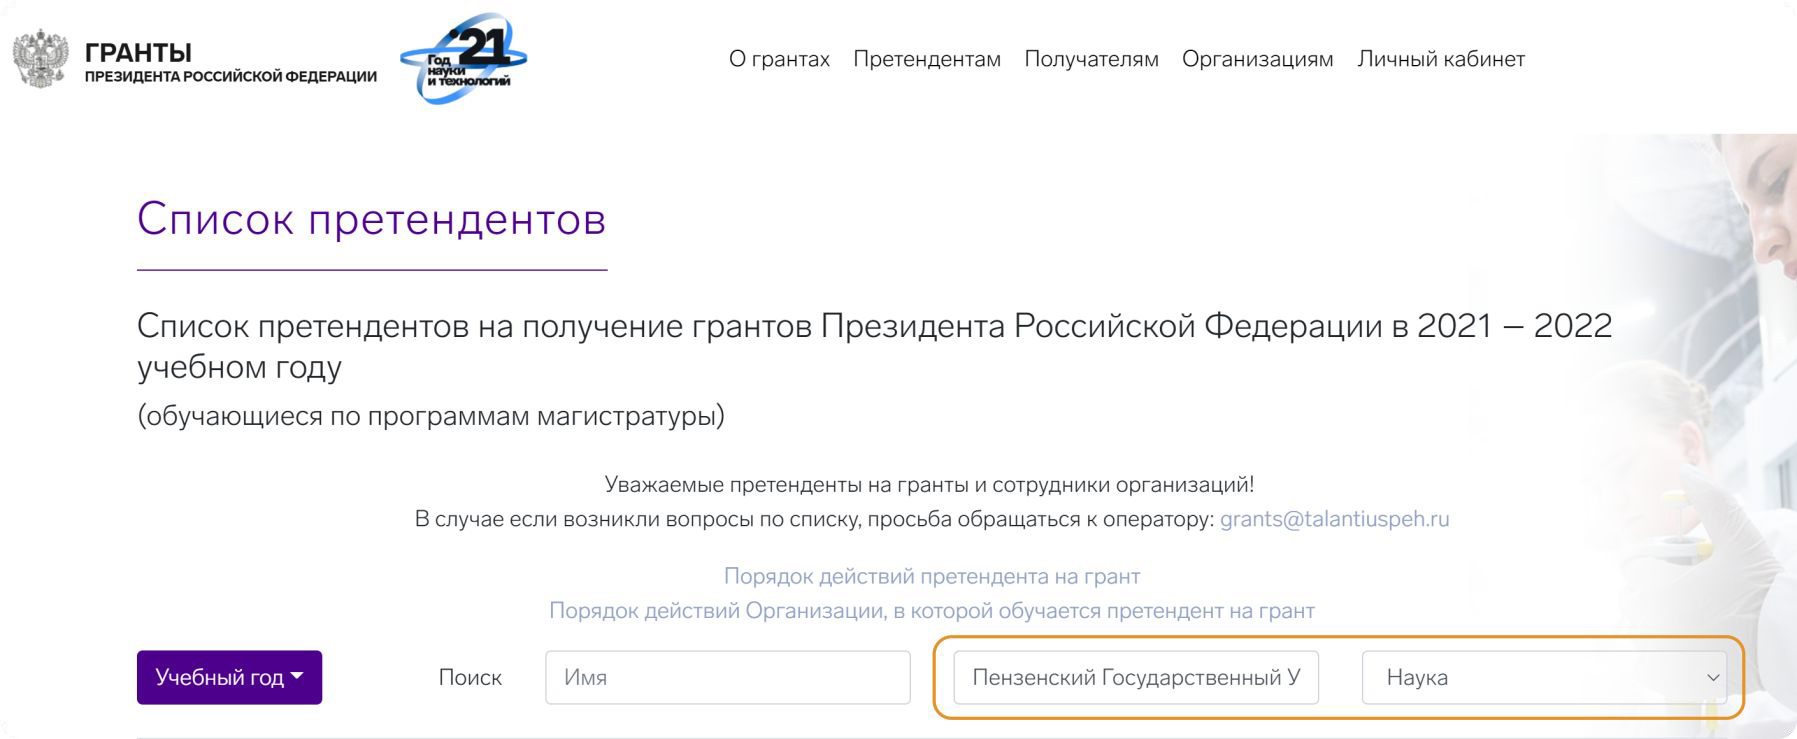 ГРАНТЫ
ПРЕЗИДЕНТА РОССИЙСКОЙ ФЕДЕРАЦИИ
'21
Год
науки
и технологий
О грантах Претендентам Получателям Организациям Личный кабинет
Список претендентов
Список претендентов на получение грантов Президента Российской Федерации в 2021 – 2022
учебном году
(обучающиеся по программам магистратуры)
Уважаемые претенденты на гранты и сотрудники организаций!
В случае если возникли вопросы по списку, просьба обращаться к оператору: grants@talantiuspeh.ru
Порядок действий претендента на грант
Порядок действий Организации, в которой обучается претендент на грант
Учебный год Поиск Имя Пензенский Государственный У Наука